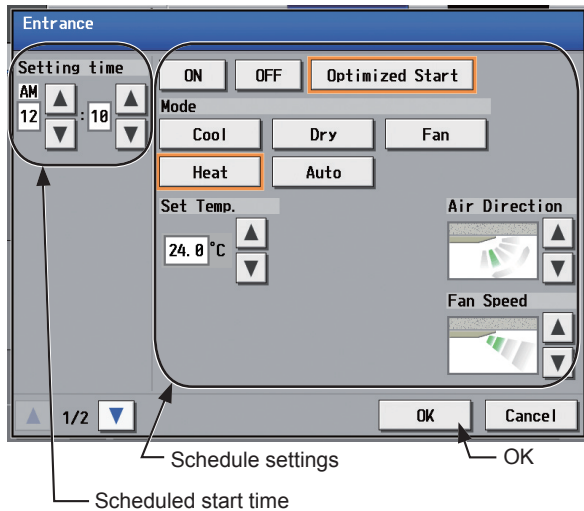 Entrance
Setting time
AM
12 : 10
ON OFF Optimized Start
Mode
Cool Dry Fan
Heat Auto
Set Temp.
24.0 °C
Air Direction
Fan Speed
1/2
OK Cancel
Schedule settings
OK
Scheduled start time